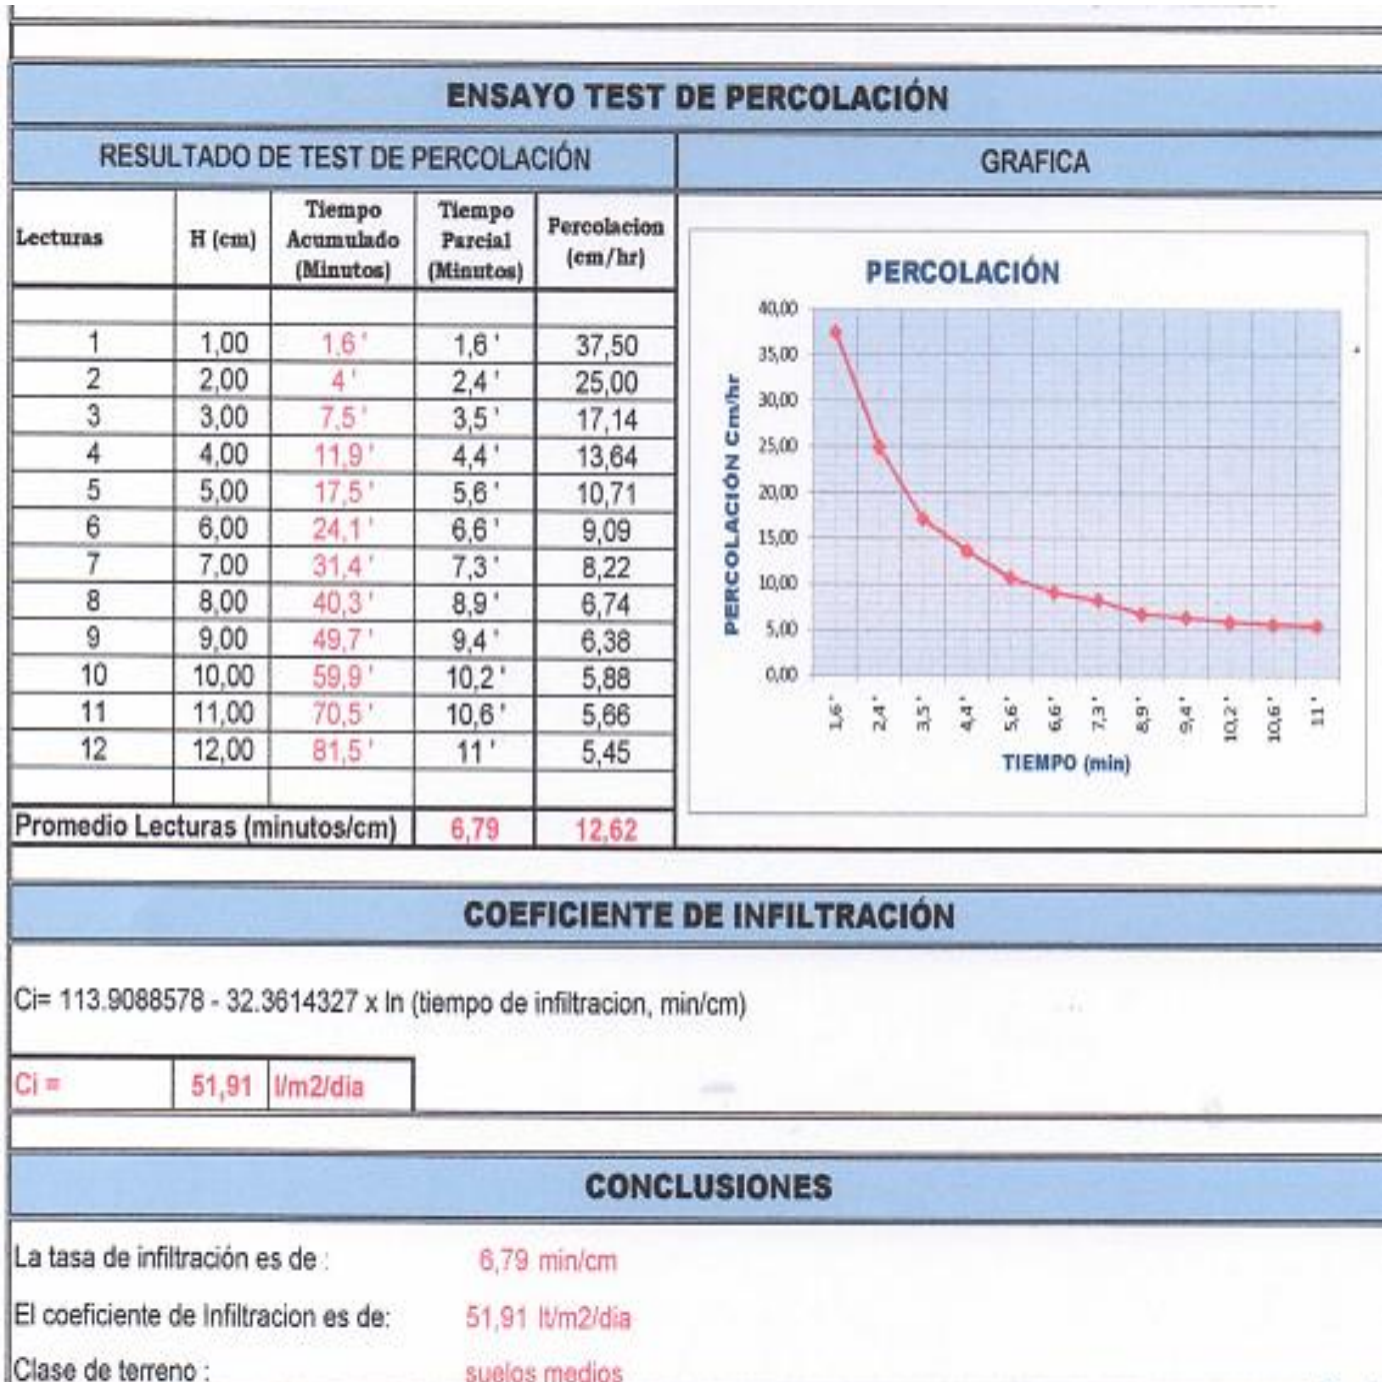 ENSAYO TEST DE PERCOLACIÓN
RESULTADO DE TEST DE PERCOLACIÓN
GRAFICA
Lecturas H (cm) Tiempo Acumulado (Minutos) Tiempo Parcial (Minutos) Percolacion (cm/hr)
1 1,00 1,6 ' 1,6 ' 37,50
2 2,00 4 ' 2,4 ' 25,00
3 3,00 7,5 ' 3,5 ' 17,14
4 4,00 11,9 ' 4,4 ' 13,64
5 5,00 17,5 ' 5,6 ' 10,71
6 6,00 24,1 ' 6,6 ' 9,09
7 7,00 31,4 ' 7,3 ' 8,22
8 8,00 40,3 ' 8,9 ' 6,74
9 9,00 49,7 ' 9,4 ' 6,38
10 10,00 59,9 ' 10,2 ' 5,88
11 11,00 70,5 ' 10,6 ' 5,66
12 12,00 81,5 ' 11 ' 5,45
Promedio Lecturas (minutos/cm) 6,79 12,62
PERCOLACIÓN
PERCOLACIÓN Cm/hr
40,00
35,00
30,00
25,00
20,00
15,00
10,00
5,00
0,00
1,6 ' 2,4 ' 3,5 ' 4,4 ' 5,6 ' 6,6 ' 7,3 ' 8,9 ' 9,4 ' 10,2 ' 10,6 ' 11 '
TIEMPO (min)
COEFICIENTE DE INFILTRACIÓN
Ci= 113.9088578 - 32.3614327 x ln (tiempo de infiltracion, min/cm)
Ci = 51,91 l/m2/dia
CONCLUSIONES
La tasa de infiltración es de : 6,79 min/cm
El coeficiente de Infiltracion es de: 51,91 lt/m2/dia
Clase de terreno : suelos medios